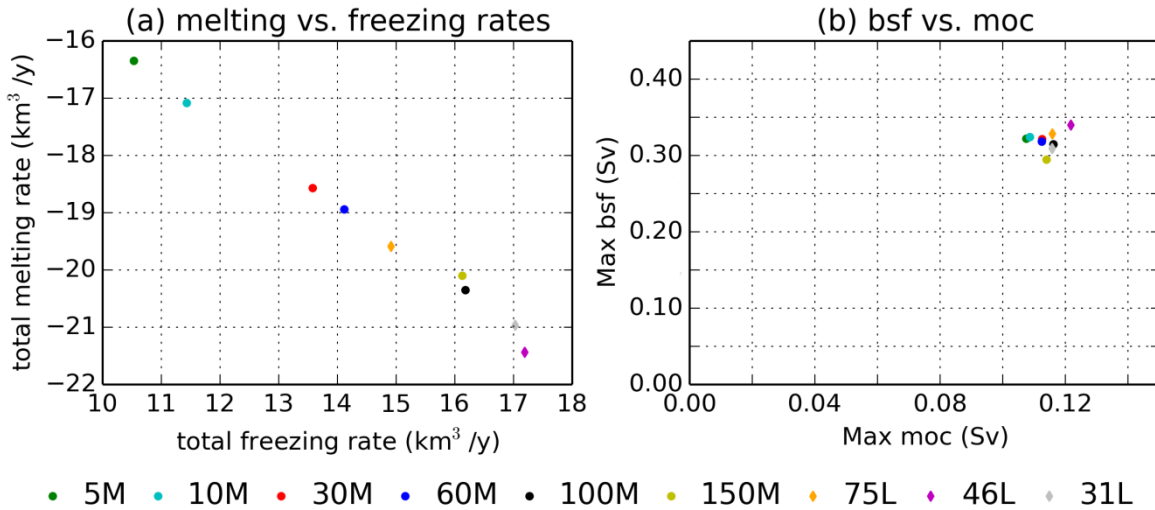 (a) melting vs. freezing rates
total melting rate (km³ /y)
−16
−17
−18
−19
−20
−21
−22
10 11 12 13 14 15 16 17 18
total freezing rate (km³ /y)
(b) bsf vs. moc
Max bsf (Sv)
0.40
0.30
0.20
0.10
0.00
0.00 0.04 0.08 0.12
Max moc (Sv)
5M 10M 30M 60M 100M 150M 75L 46L 31L